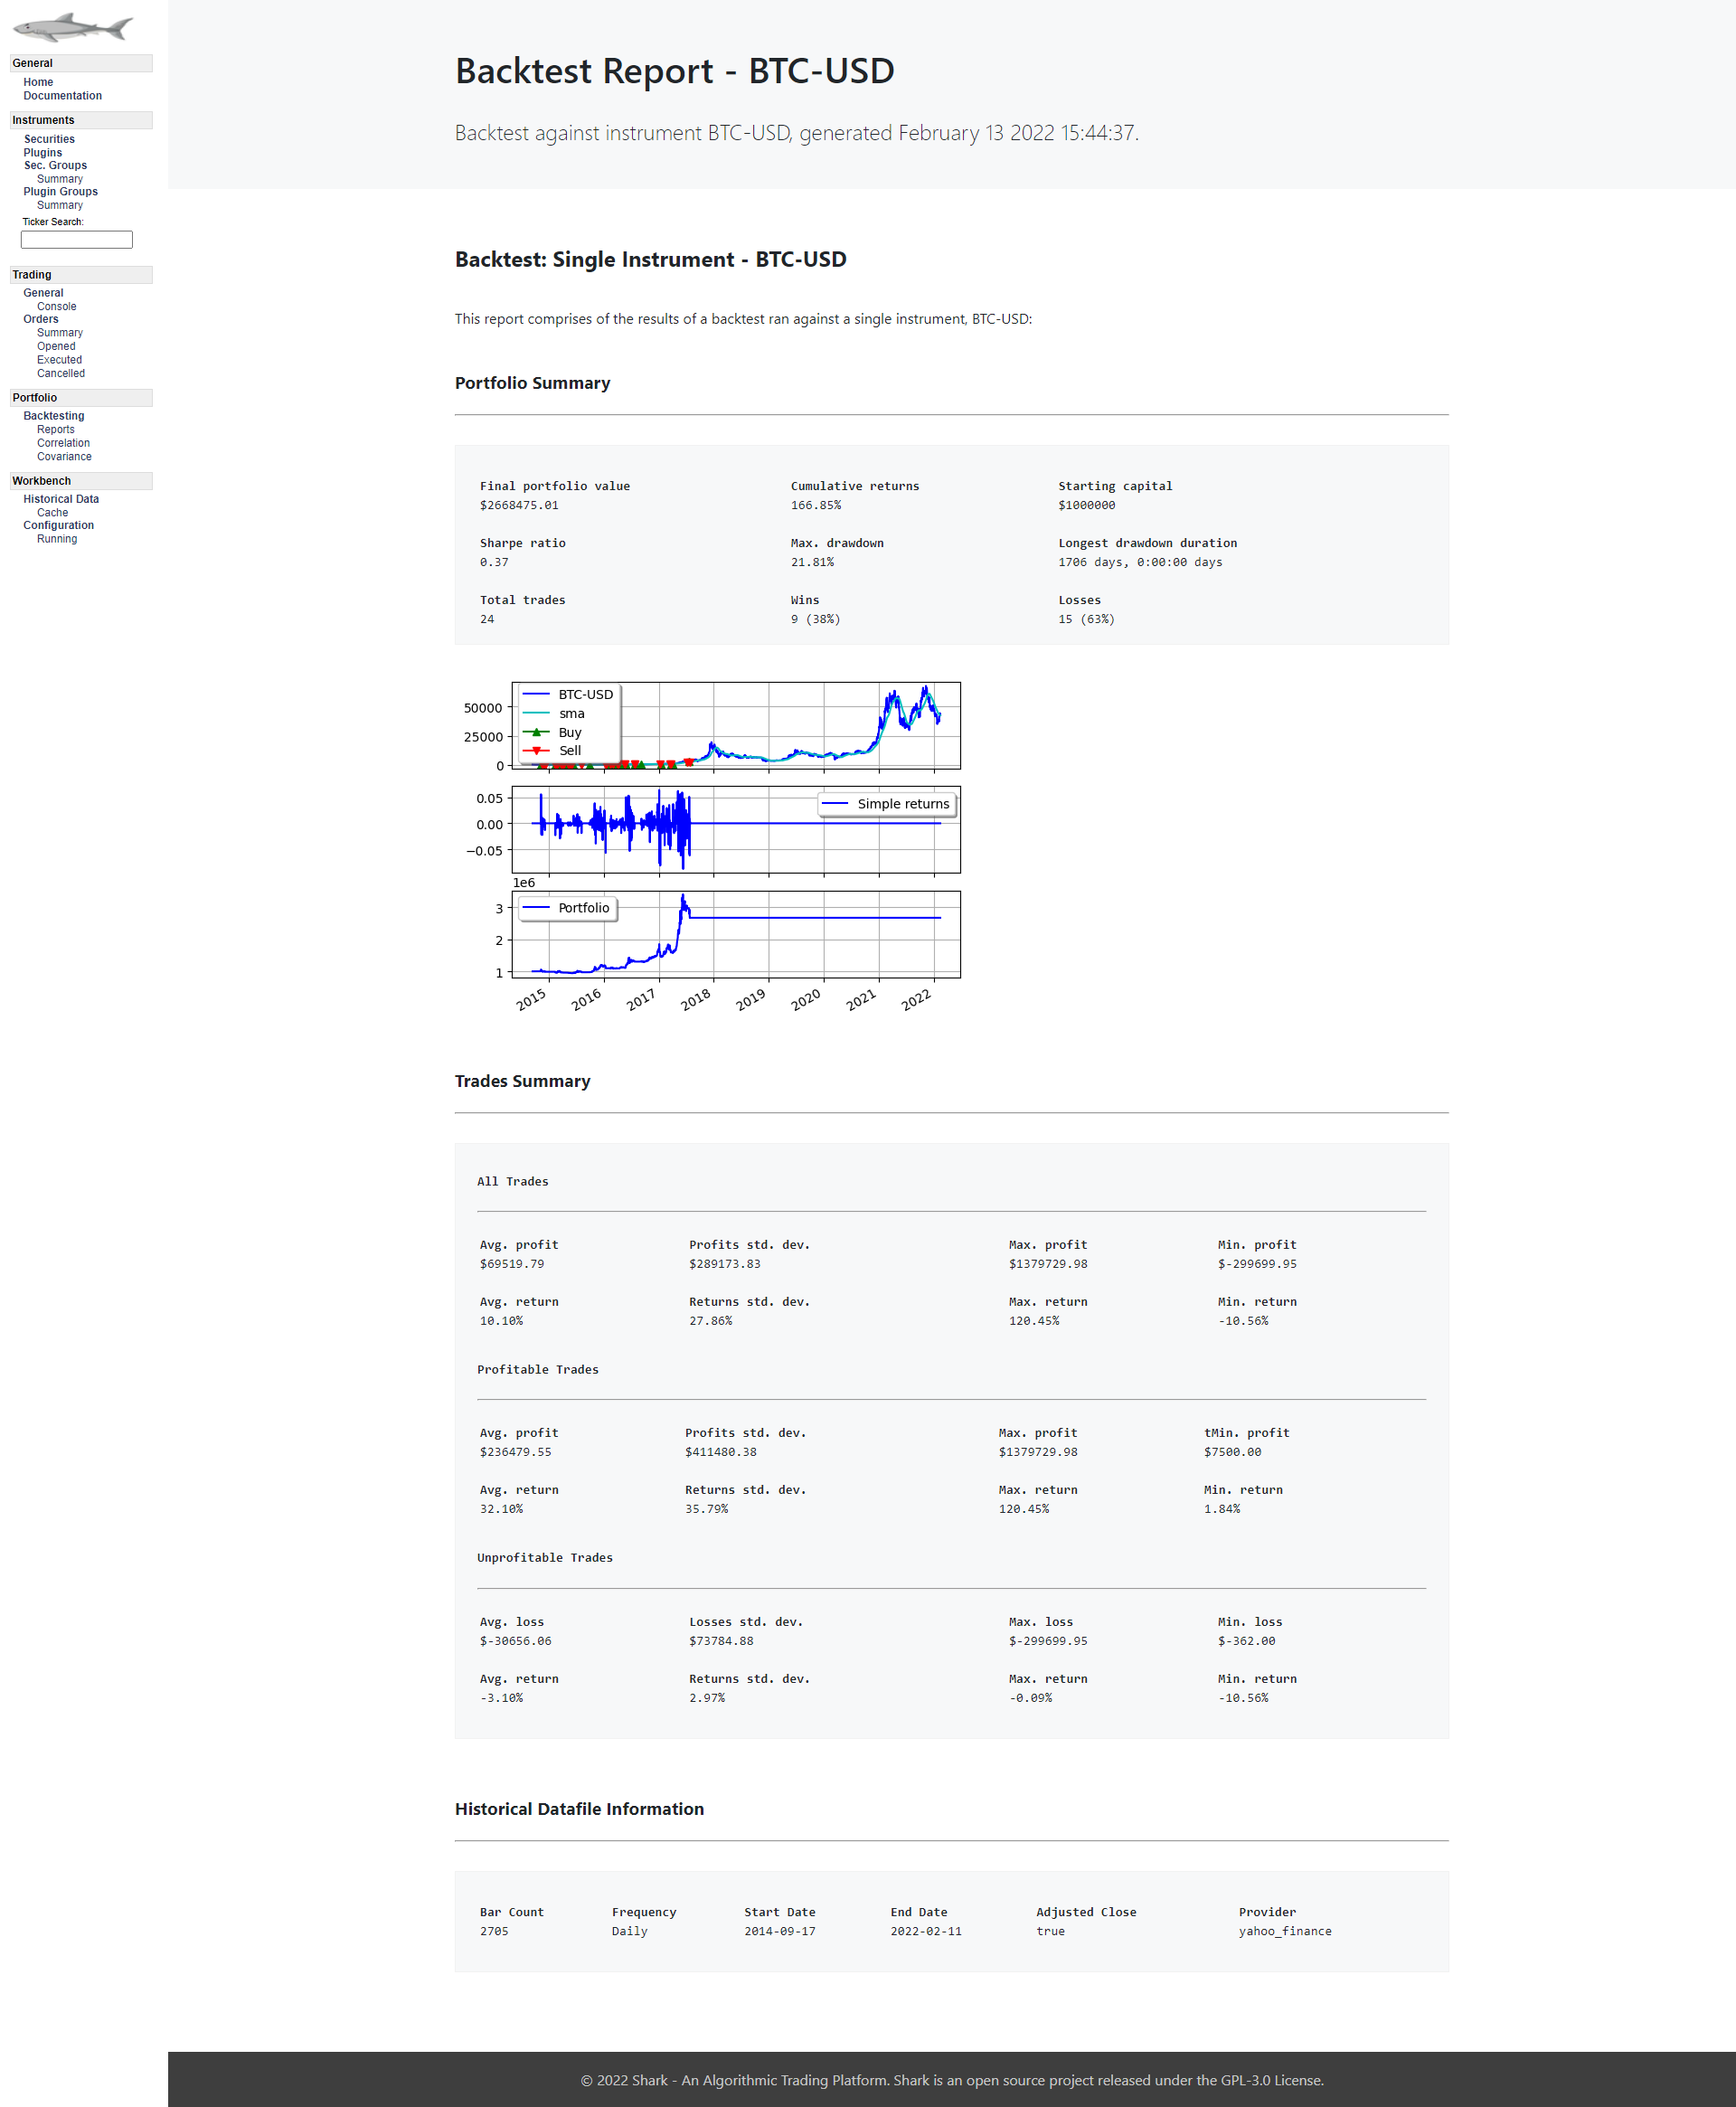 General
Home
Documentation
Instruments
Securities
Plugins
Sec. Groups
Summary
Plugin Groups
Summary
Ticker Search:
Trading
General
Console
Orders
Summary
Opened
Executed
Cancelled
Portfolio
Backtesting
Reports
Correlation
Covariance
Workbench
Historical Data
Cache
Configuration
Running
Backtest Report - BTC-USD
Backtest against instrument BTC-USD, generated February 13 2022 15:44:37.
Backtest: Single Instrument - BTC-USD
This report comprises of the results of a backtest ran against a single instrument, BTC-USD:
Portfolio Summary
Final portfolio value Cumulative returns Starting capital
$2668475.01 166.85% $1000000
Sharpe ratio Max. drawdown Longest drawdown duration
0.37 21.81% 1706 days, 0:00:00 days
Total trades Wins Losses
24 9 (38%) 15 (63%)
BTC-USD
sma
Buy
Sell
50000
25000
0
Simple returns
0.05
0.00
−0.05
1e6
Portfolio
3
2
1
2015 2016 2017 2018 2019 2020 2021 2022
Trades Summary
All Trades
Avg. profit Profits std. dev. Max. profit Min. profit
$69519.79 $289173.83 $1379729.98 $-299699.95
Avg. return Returns std. dev. Max. return Min. return
10.10% 27.86% 120.45% -10.56%
Profitable Trades
Avg. profit Profits std. dev. Max. profit tMin. profit
$236479.55 $411480.38 $1379729.98 $7500.00
Avg. return Returns std. dev. Max. return Min. return
32.10% 35.79% 120.45% 1.84%
Unprofitable Trades
Avg. loss Losses std. dev. Max. loss Min. loss
$-30656.06 $73784.88 $-299699.95 $-362.00
Avg. return Returns std. dev. Max. return Min. return
-3.10% 2.97% -0.09% -10.56%
Historical Datafile Information
Bar Count Frequency Start Date End Date Adjusted Close Provider
2705 Daily 2014-09-17 2022-02-11 true yahoo_finance
© 2022 Shark - An Algorithmic Trading Platform. Shark is an open source project released under the GPL-3.0 License.